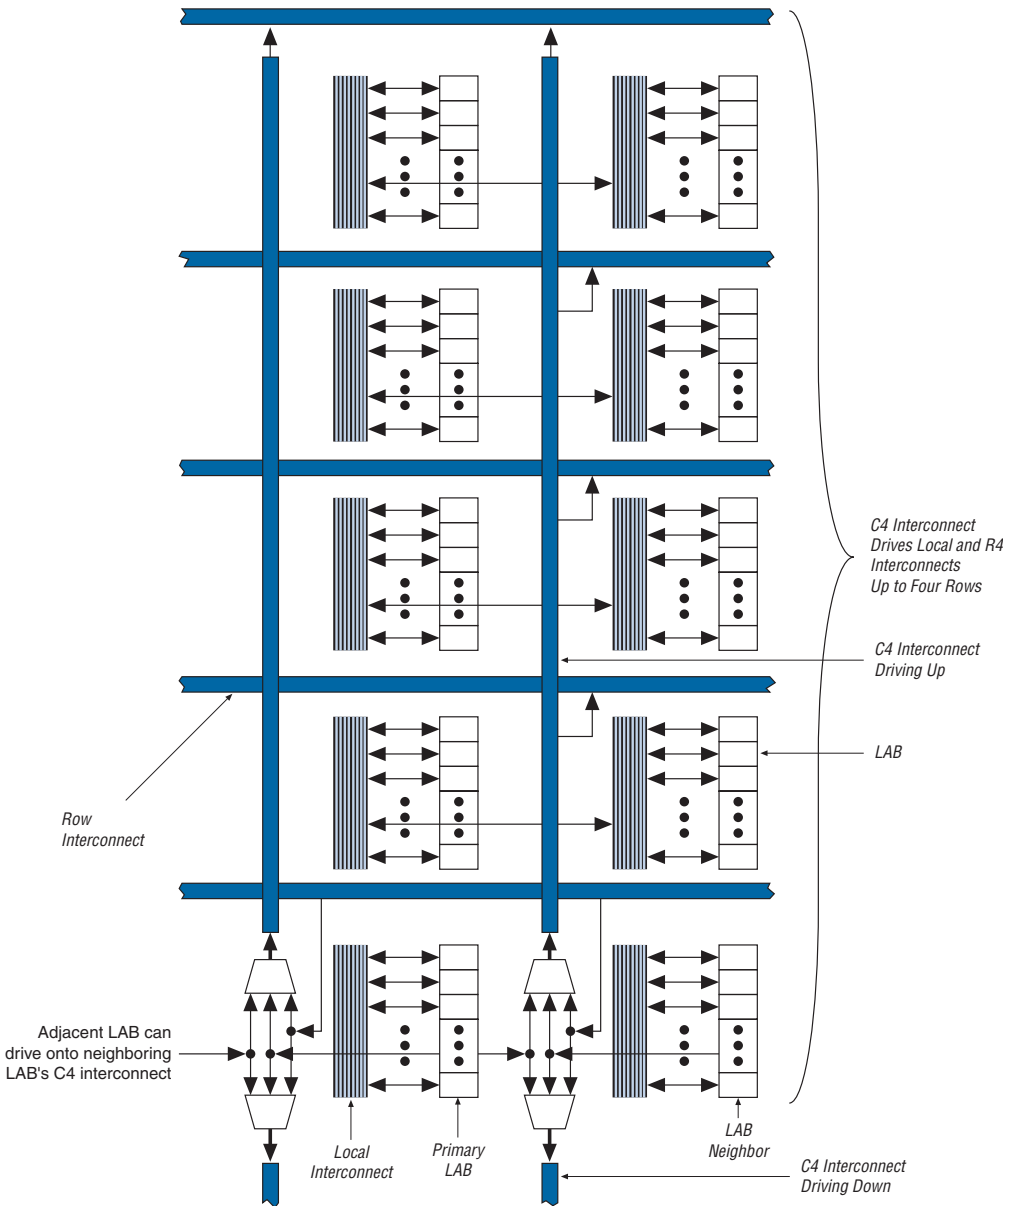 C4 Interconnect
Drives Local and R4
Interconnects
Up to Four Rows
C4 Interconnect
Driving Up
LAB
Row
Interconnect
Adjacent LAB can
drive onto neighboring
LAB's C4 interconnect
Local
Interconnect
Primary
LAB
LAB
Neighbor
C4 Interconnect
Driving Down